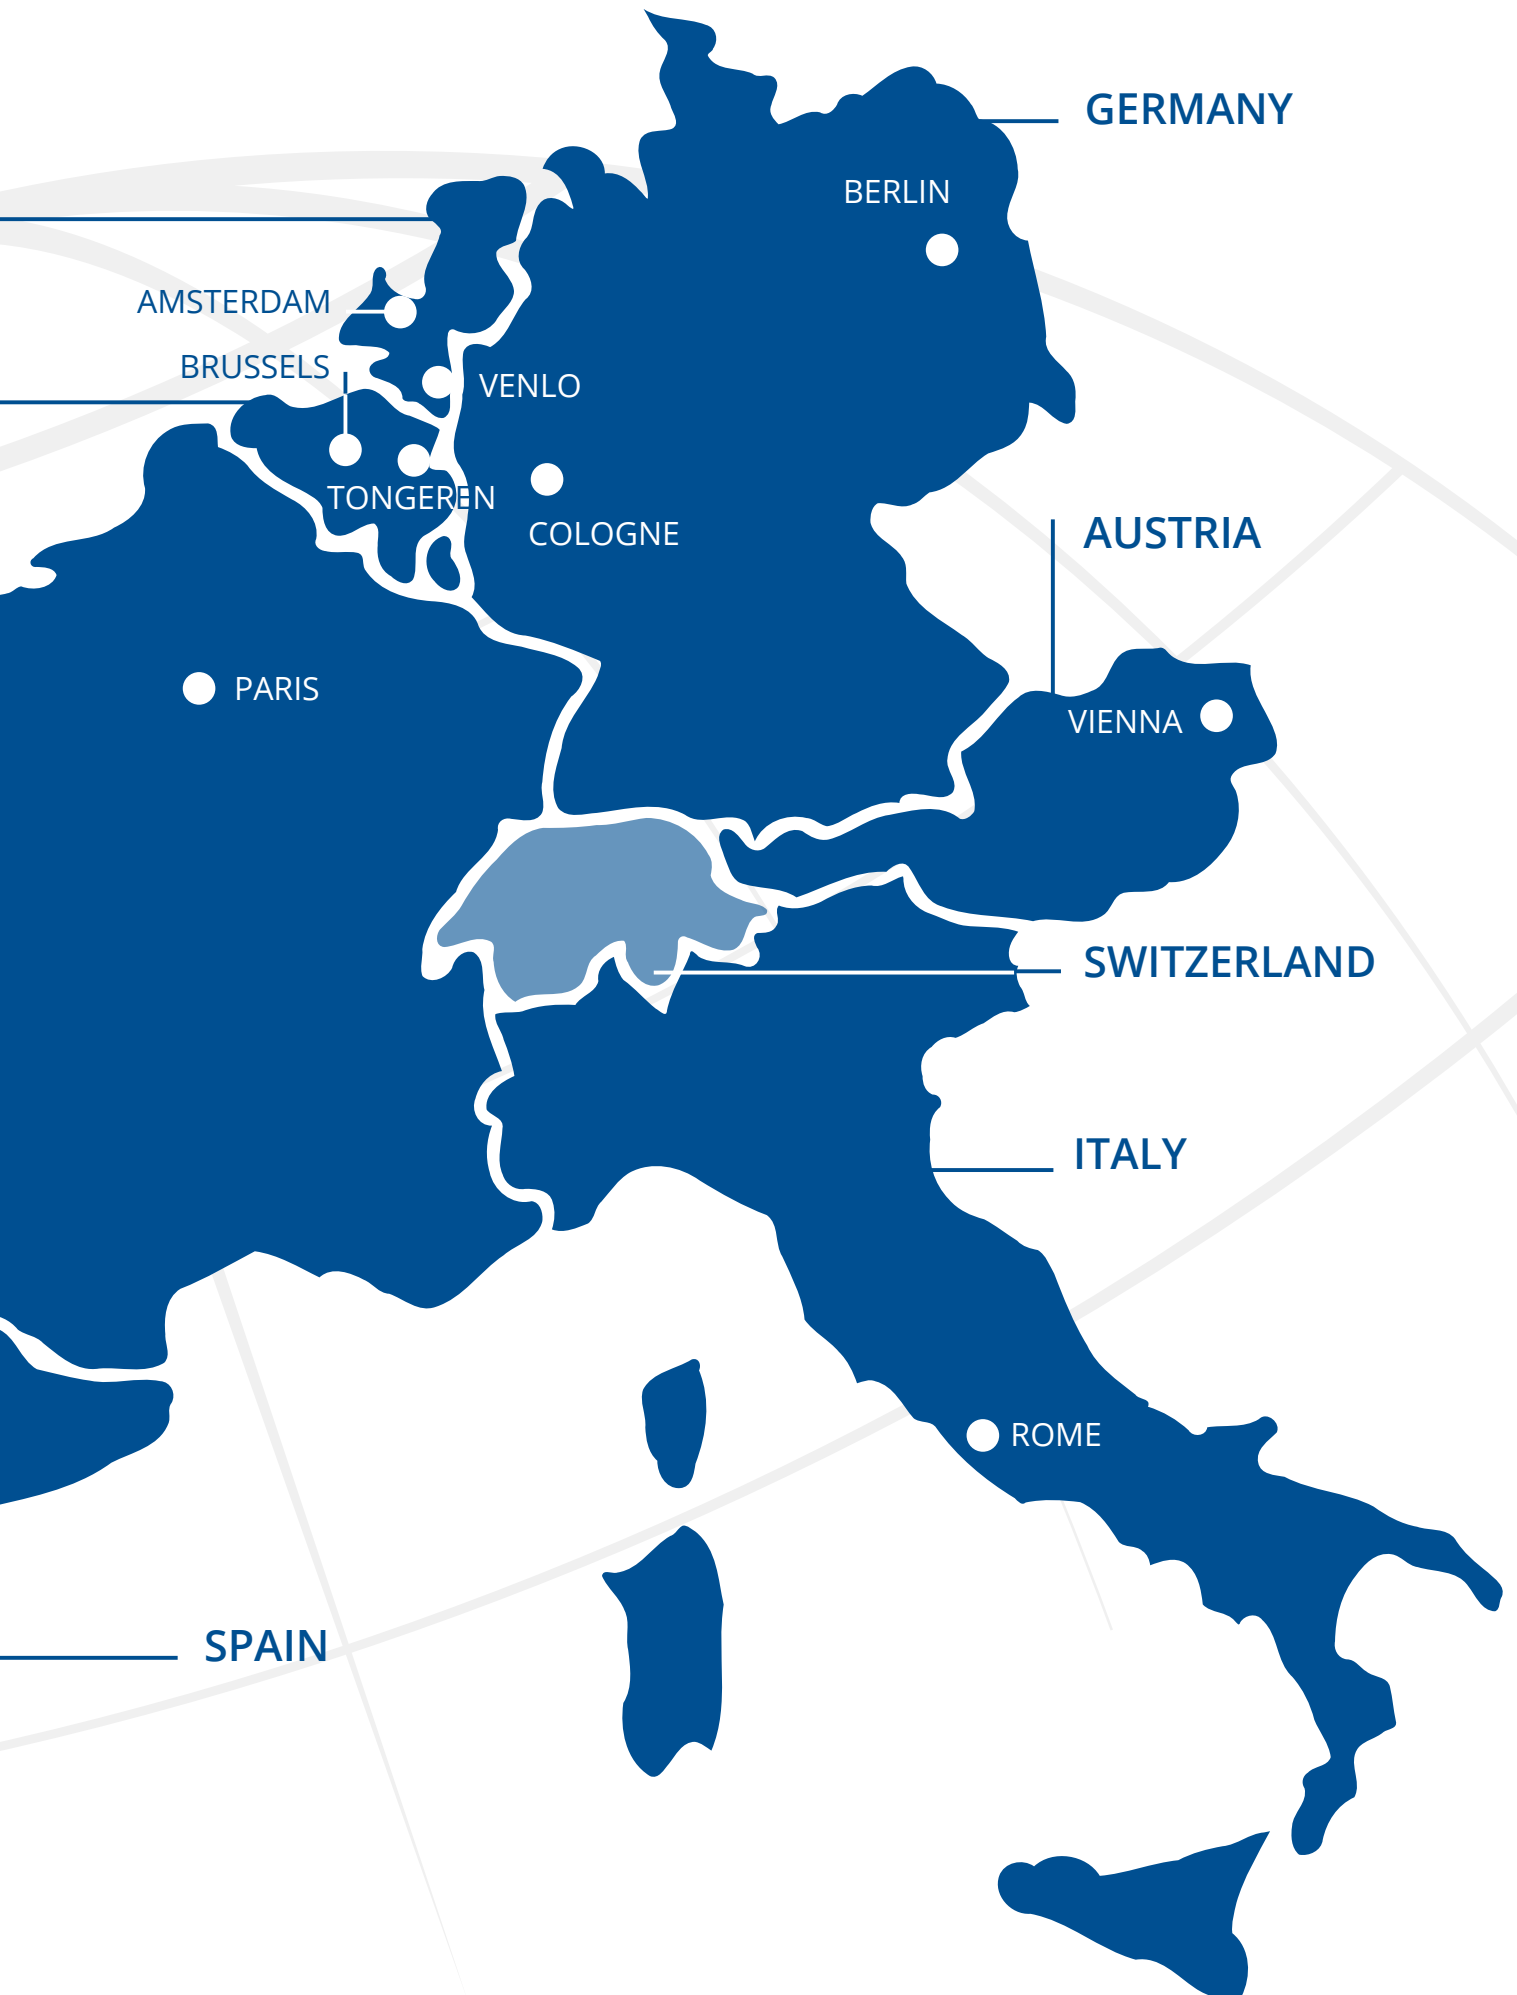 GERMANY
BERLIN
AMSTERDAM
BRUSSELS
VENLO
TONGEREN
COLOGNE
AUSTRIA
PARIS
VIENNA
SWITZERLAND
ITALY
ROME
SPAIN